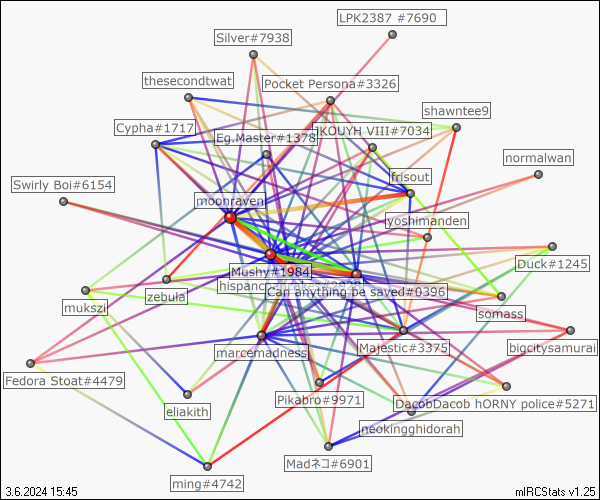 LPK2387 #7690
Silver#7938
thesecondtwat
Pocket Persona#3326
shawntee9
Cypha#1717
Eg.Master#1378
KOUYH VIII#7034
normalwan
frisout
Swirly Boi#6154
moonraven
yoshimanden
Duck#1245
Mushy#1984
hispanc
Can anything be saved#0396
zebula
mukszi
somass
Majestic#3375
bigcitysamurai
marcemadness
Fedora Stoat#4479
eliakith
Pikabro#9971
DacobDacob hORNY police#5271
neokingghidorah
Madネコ#6901
ming#4742
3.6.2024 15:45
mIRCStats v1.25